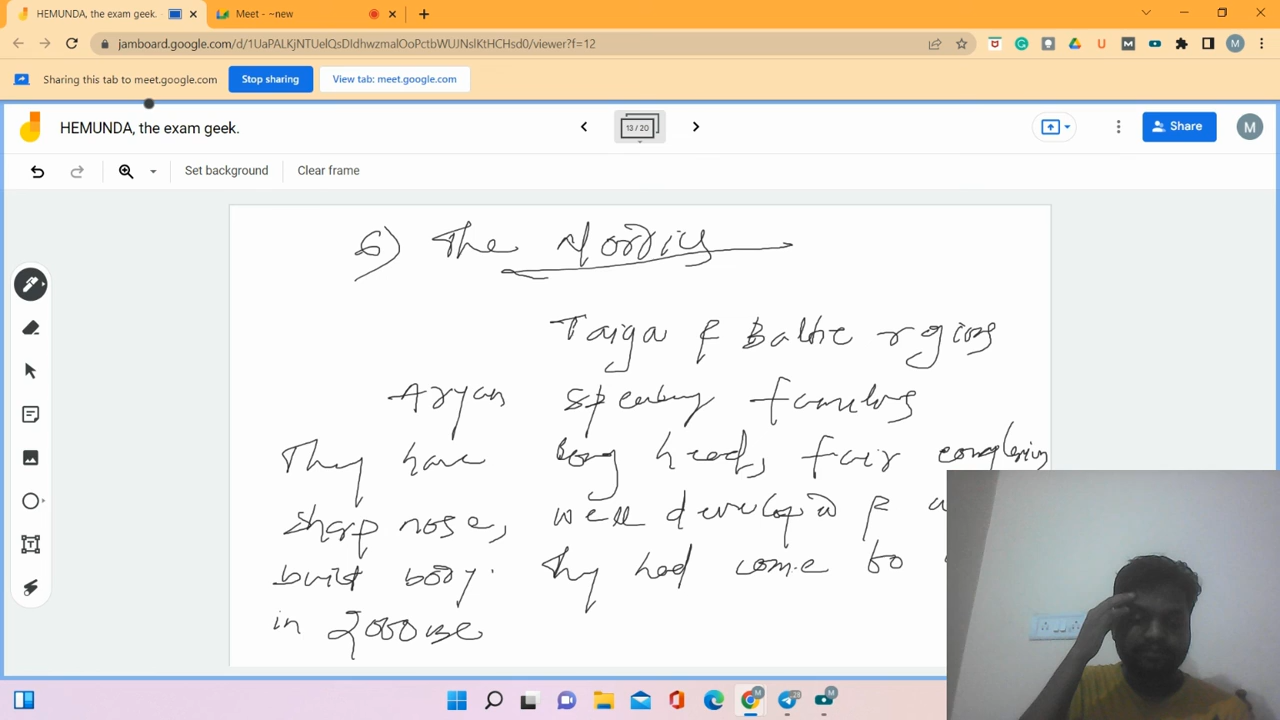 HEMUNDA, the exam geek.
Meet - ~new
jamboard.google.com/d/1UaPALKjNTUelQsDIdhwzmalOoPctbWUJNsIKtHCHsd0/viewer?f=12
Sharing this tab to meet.google.com
Stop sharing
View tab: meet.google.com
HEMUNDA, the exam geek.
13 / 20
Share
M
Set background
Clear frame
6) The Nordics
Taiga & Baltic regions
Aryan speaking families
They have long head, fair complexion
sharp nose, well developed &
built body. They had come to
in 2000 BC